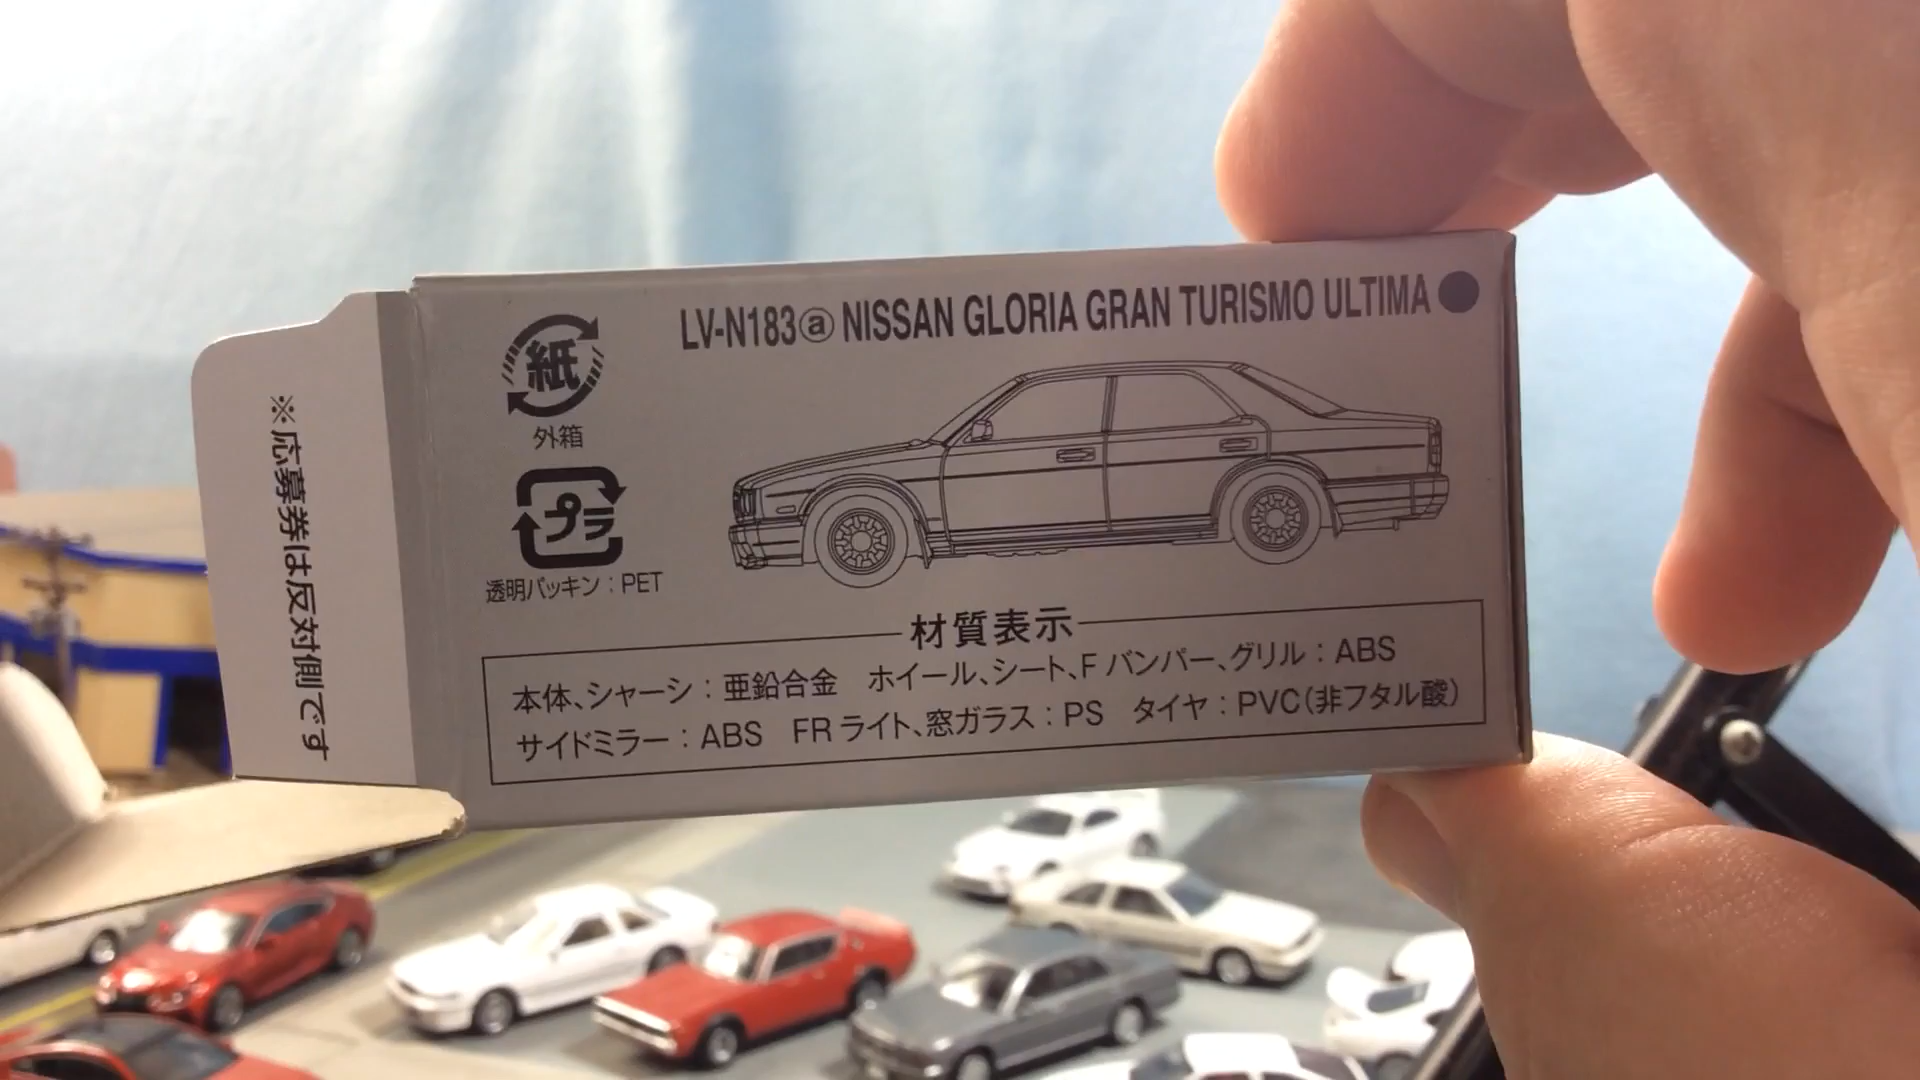 LV-N183ⓐ NISSAN GLORIA GRAN TURISMO ULTIMA●
紙
外箱
プラ
透明パッキン：PET
材質表示
本体、シャーシ：亜鉛合金　ホイール、シート、Fバンパー、グリル：ABS
サイドミラー：ABS　FRライト、窓ガラス：PS　タイヤ：PVC（非フタル酸）
※応募券は反対側です